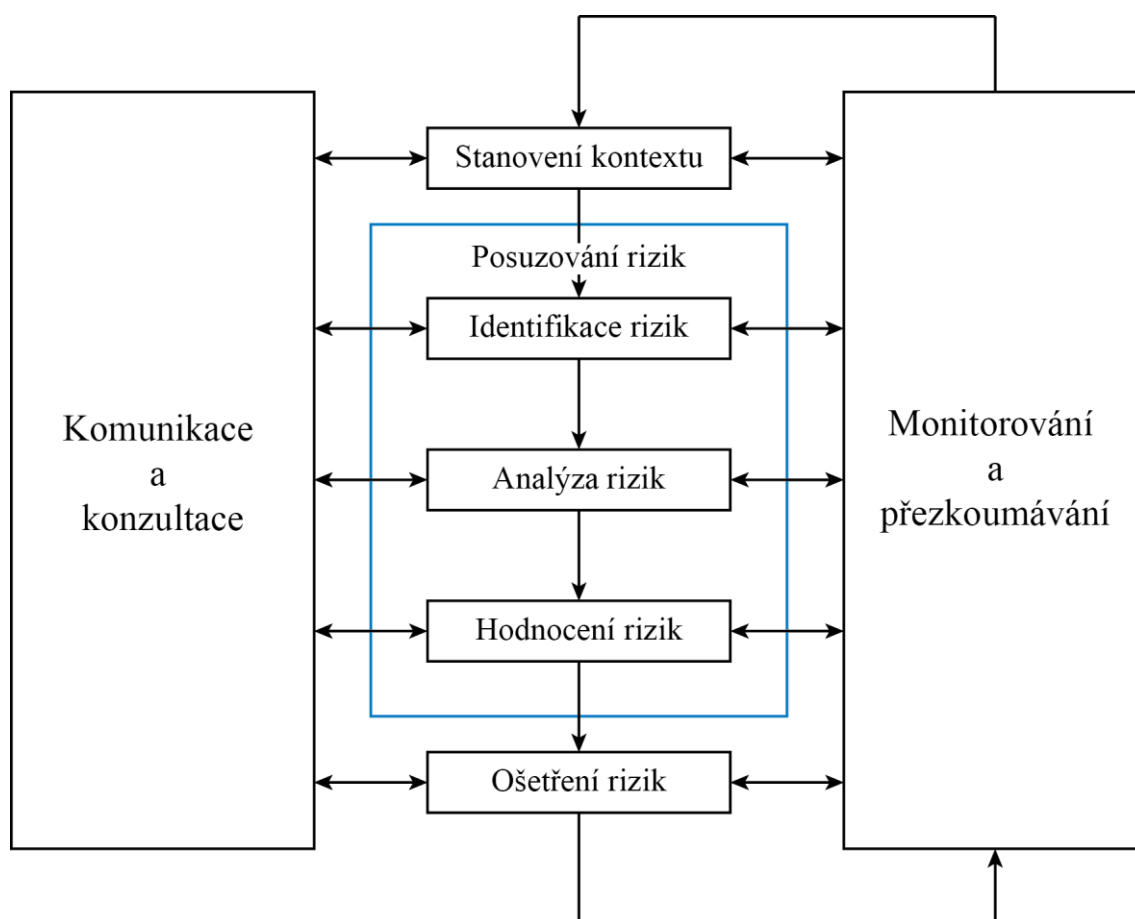 Stanovení kontextu
Posuzování rizik
Identifikace rizik
Komunikace
a
konzultace
Analýza rizik
Monitorování
a
přezkoumávání
Hodnocení rizik
Ošetření rizik